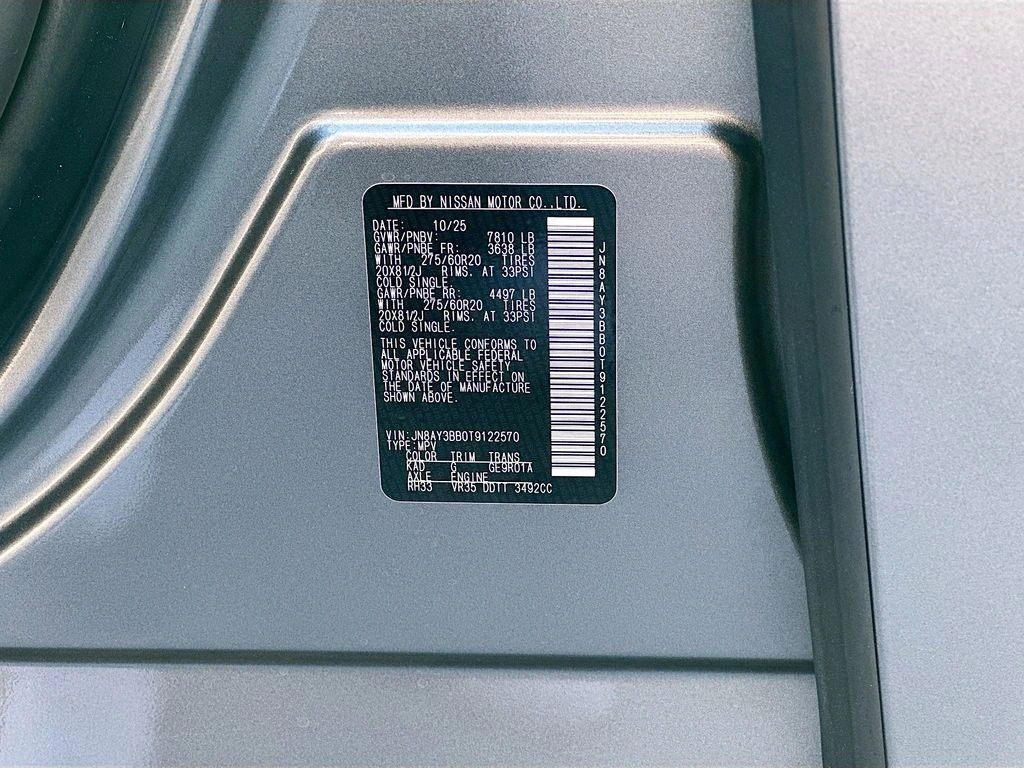 MFD BY NISSAN MOTOR CO.,LTD.
DATE: 10/25
GVWR/PNBV: 7810 LB
GAWR/PNBE FR: 3638 LB
WITH 275/60R20 TIRES
20X81/2J RIMS. AT 33PSI
COLD SINGLE.
GAWR/PNBE RR: 4497 LB
WITH 275/60R20 TIRES
20X81/2J RIMS. AT 33PSI
COLD SINGLE.
THIS VEHICLE CONFORMS TO
ALL APPLICABLE FEDERAL
MOTOR VEHICLE SAFETY
STANDARDS IN EFFECT ON
THE DATE OF MANUFACTURE
SHOWN ABOVE.
VIN:JN8AY3BB0T9122570
TYPE:MPV
COLOR TRIM TRANS
KAD G GE9R01A
AXLE ENGINE
RH33 VR35 DDTT 3492CC
JN8AY3BB0T9122570